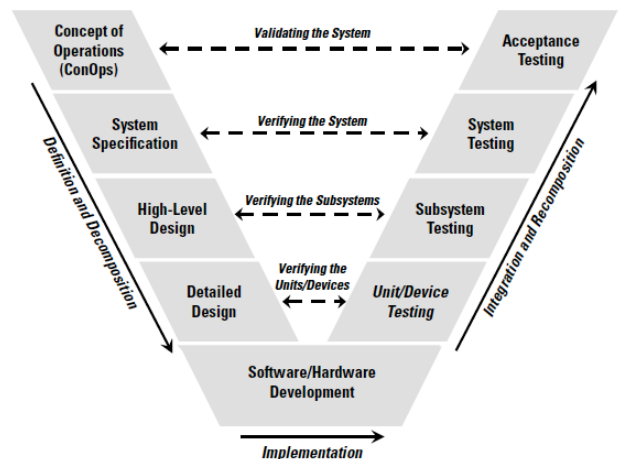 Concept of
Operations
(ConOps)
Validating the System
Acceptance
Testing
System
Specification
Verifying the System
System
Testing
High-Level
Design
Verifying the Subsystems
Subsystem
Testing
Detailed
Design
Verifying the
Units/Devices
Unit/Device
Testing
Software/Hardware
Development
Definition and Decomposition
Integration and Recomposition
Implementation